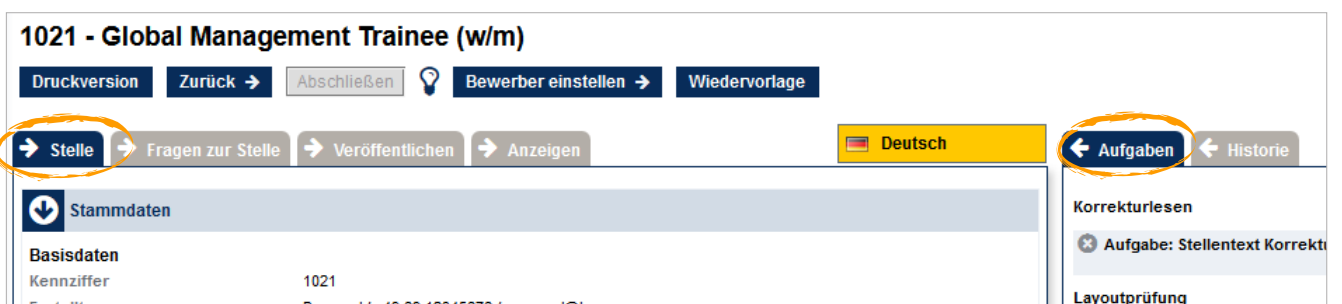 1021 - Global Management Trainee (w/m)
Druckversion Zurück Abschließen Bewerber einstellen Wiedervorlage
Stelle Fragen zur Stelle Veröffentlichen Anzeigen Deutsch Aufgaben Historie
Stammdaten
Korrekturlesen
Aufgabe: Stellentext
Basisdaten
Kennziffer 1021
Layoutprüfung